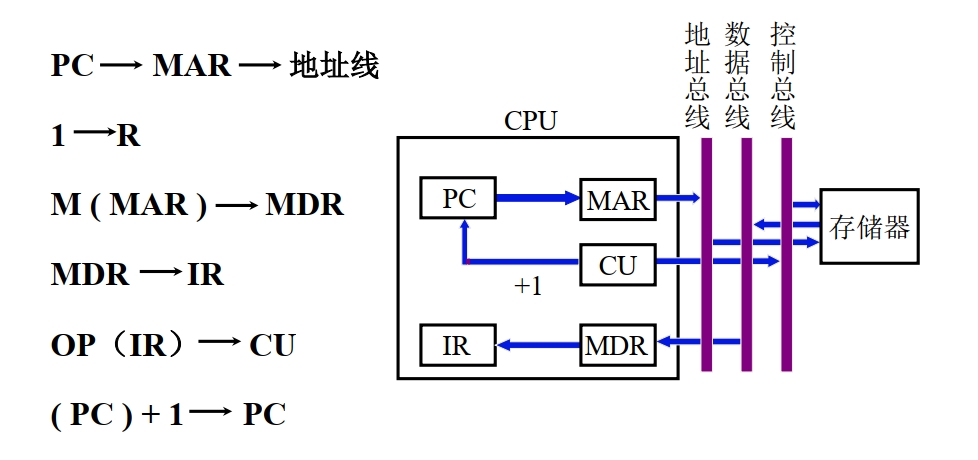 PC → MAR → 地址线
1 → R
M ( MAR ) → MDR
MDR → IR
OP（IR）→ CU
( PC ) + 1 → PC
地址总线
数据总线
控制总线
CPU
PC
MAR
CU
+1
IR
MDR
存储器